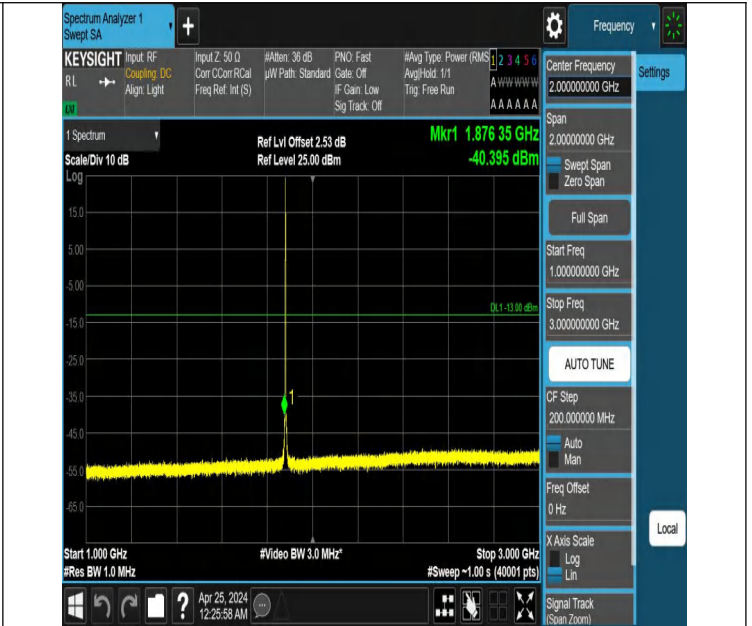 Spectrum Analyzer 1
Swept SA
+
Frequency
KEYSIGHT
RL
Input: RF
Coupling: DC
Align: Light
Input Z: 50 Ω
Corr CCorr RCal
Freq Ref: Int (S)
#Atten: 36 dB
µW Path: Standard
PNO: Fast
Gate: Off
IF Gain: Low
Sig Track: Off
#Avg Type: Power (RMS
Avg|Hold: 1/1
Trig: Free Run
1 2 3 4 5 6
A W W W W W
A A A A A A
1 Spectrum
Scale/Div 10 dB
Log
Ref Lvl Offset 2.53 dB
Ref Level 25.00 dBm
Mkr1 1.876 35 GHz
-40.395 dBm
15.0
5.00
-5.00
-15.0
-25.0
-35.0
-45.0
-55.0
-65.0
DL1 -13.00 dBm
1
Start 1.000 GHz
#Res BW 1.0 MHz
#Video BW 3.0 MHz*
Stop 3.000 GHz
#Sweep ~1.00 s (40001 pts)
Center Frequency
2.000000000 GHz
Settings
Span
2.00000000 GHz
Swept Span
Zero Span
Full Span
Start Freq
1.000000000 GHz
Stop Freq
3.000000000 GHz
AUTO TUNE
CF Step
200.000000 MHz
Auto
Man
Freq Offset
0 Hz
X Axis Scale
Log
Lin
Local
Signal Track
(Span Zoom)
?
Apr 25, 2024
12:25:58 AM